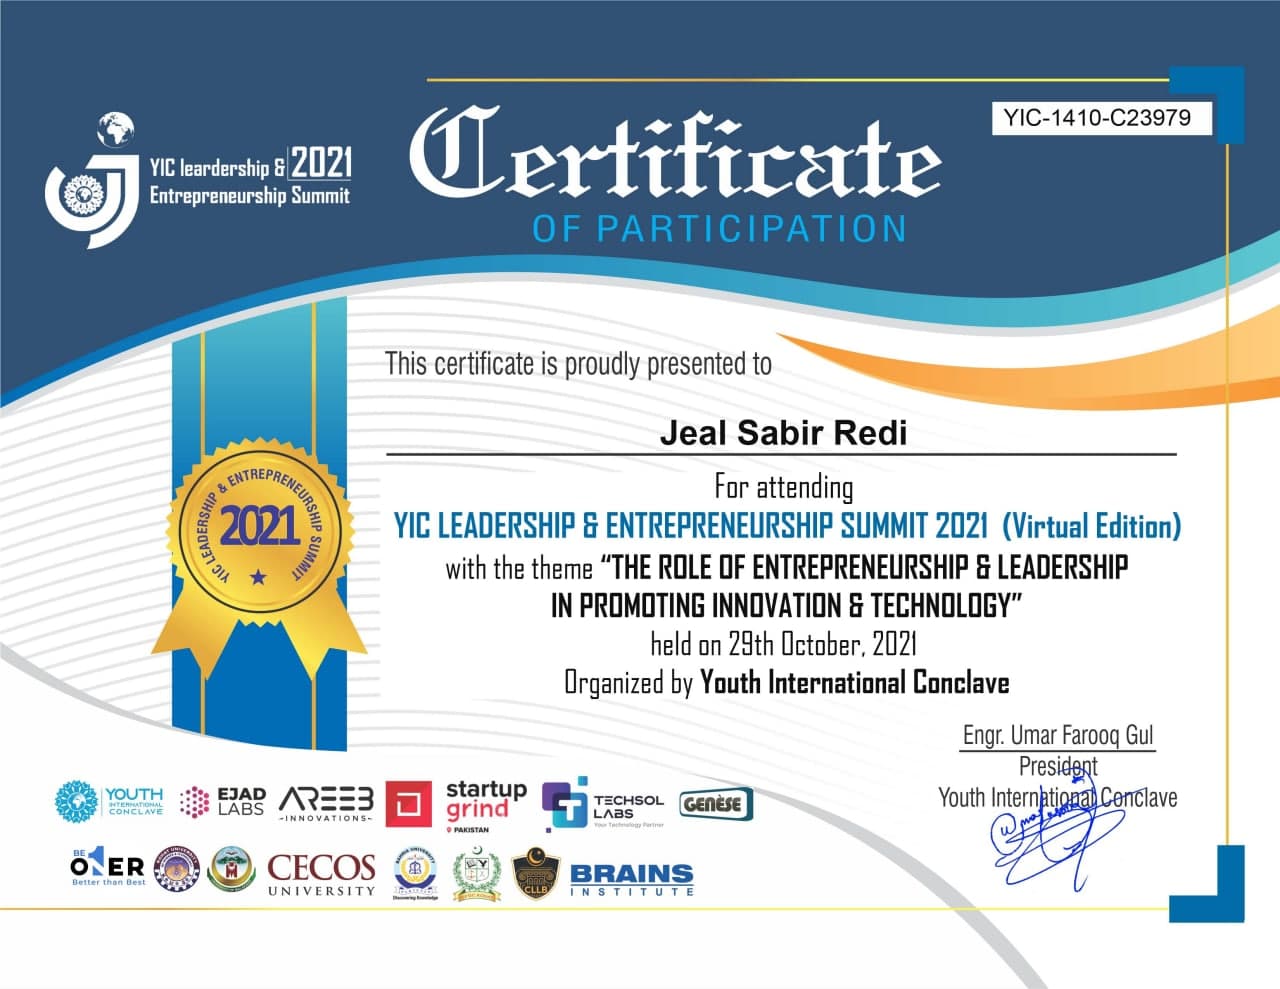 YIC leardership & 2021
Entrepreneurship Summit
Certificate
OF PARTICIPATION
YIC-1410-C23979
This certificate is proudly presented to
Jeal Sabir Redi
For attending
YIC LEADERSHIP & ENTREPRENEURSHIP SUMMIT 2021 (Virtual Edition)
with the theme “THE ROLE OF ENTREPRENEURSHIP & LEADERSHIP
IN PROMOTING INNOVATION & TECHNOLOGY”
held on 29th October, 2021
Organized by Youth International Conclave
YIC LEADERSHIP & ENTREPRENEURSHIP SUMMIT
2021
Engr. Umar Farooq Gul
President
Youth International Conclave
YOUTH
INTERNATIONAL
CONCLAVE
EJAD
LABS
AREEB
-INNOVATIONS-
startup
grind
PAKISTAN
TECHSOL
LABS
Your Technology Partner
GENÈSE
BE
ONER
Better than Best
CECOS
UNIVERSITY
Discovering Knowledge
CLLB
BRAINS
INSTITUTE